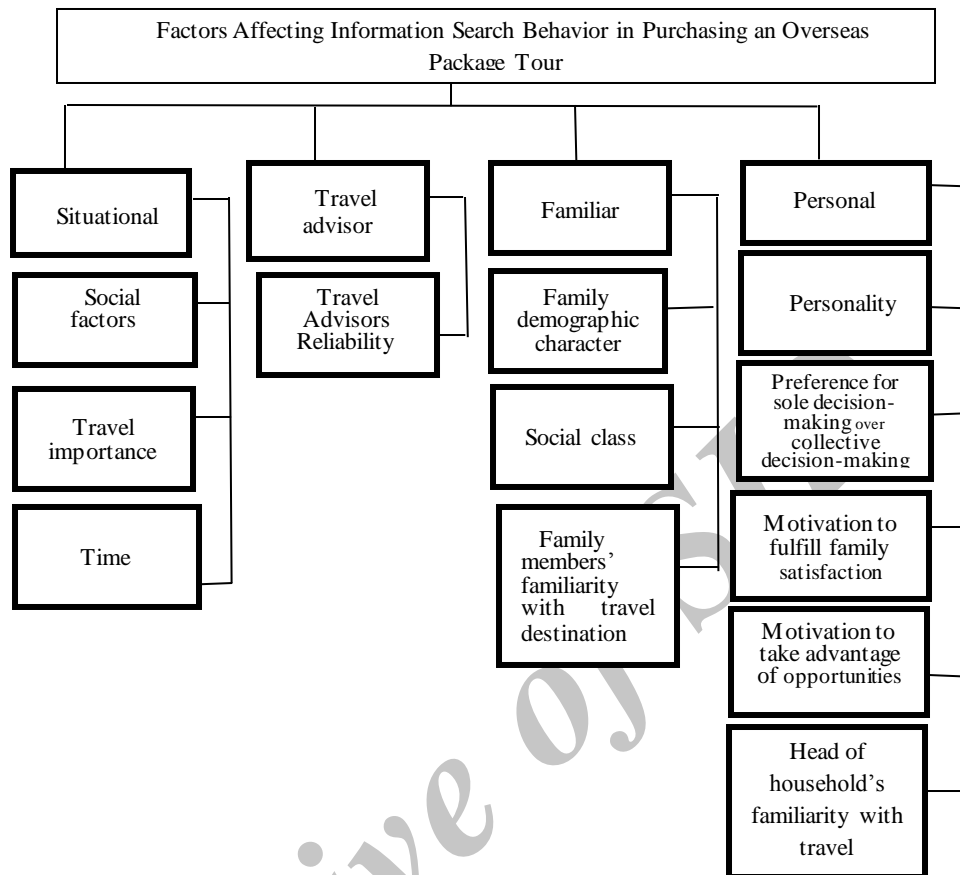 Factors Affecting Information Search Behavior in Purchasing an Overseas
Package Tour
Situational
Social
factors
Travel
importance
Time
Travel
advisor
Travel
Advisors
Reliability
Familiar
Family
demographic
character
Social class
Family
members’
familiarity
with travel
destination
Personal
Personality
Preference for
sole decision-
making over
collective
decision-making
Motivation to
fulfill family
satisfaction
Motivation to
take advantage
of opportunities
Head of
household’s
familiarity with
travel
ive of